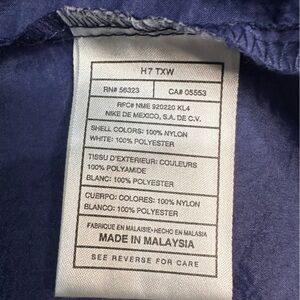 H7 TXW
RN# 56323 CA# 05553
RFC# NME 920220 KL4
NIKE DE MEXICO, S.A. DE C.V.
SHELL COLORS: 100% NYLON
WHITE: 100% POLYESTER
TISSU D'EXTERIEUR: COULEURS
100% POLYAMIDE
BLANC: 100% POLYESTER
CUERPO: COLORES: 100% NYLON
BLANCO: 100% POLYESTER
FABRIQUE EN MALAISIE•HECHO EN MALASIA
MADE IN MALAYSIA
SEE REVERSE FOR CARE